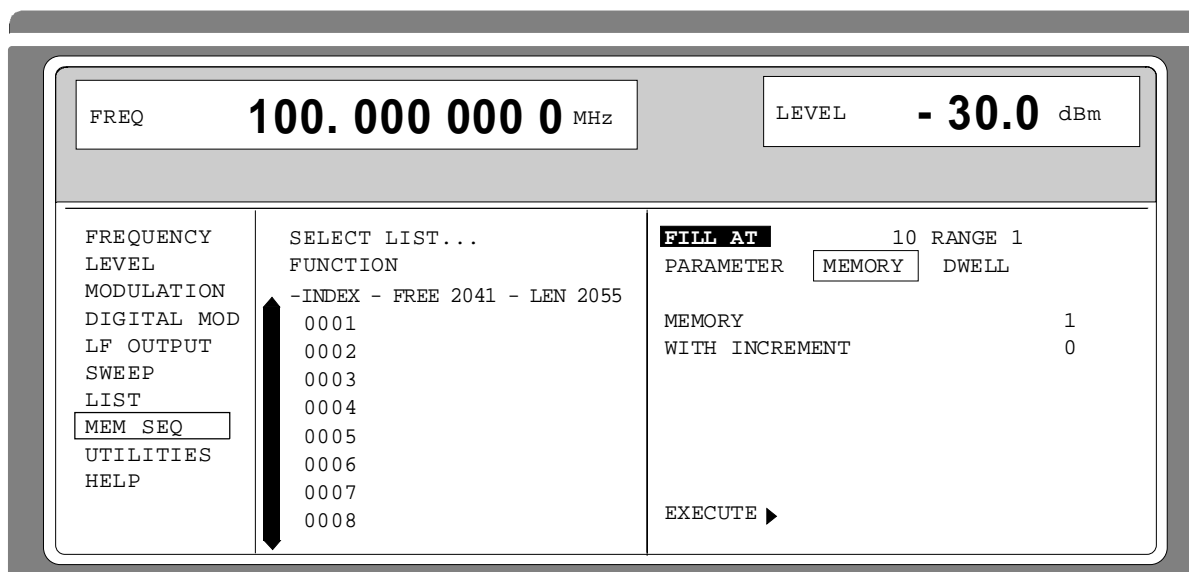 FREQ 100. 000 000 0 MHz
LEVEL - 30.0 dBm
FREQUENCY
LEVEL
MODULATION
DIGITAL MOD
LF OUTPUT
SWEEP
LIST
MEM SEQ
UTILITIES
HELP
SELECT LIST...
FUNCTION
-INDEX - FREE 2041 - LEN 2055
0001
0002
0003
0004
0005
0006
0007
0008
FILL AT 10 RANGE 1
PARAMETER MEMORY DWELL
MEMORY 1
WITH INCREMENT 0
EXECUTE